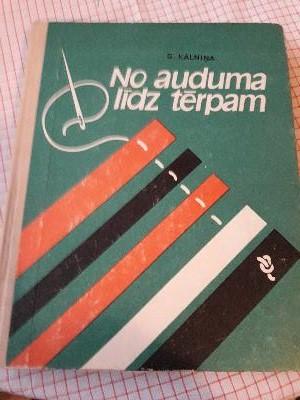 G. KALNIŅA
No auduma
līdz tērpam